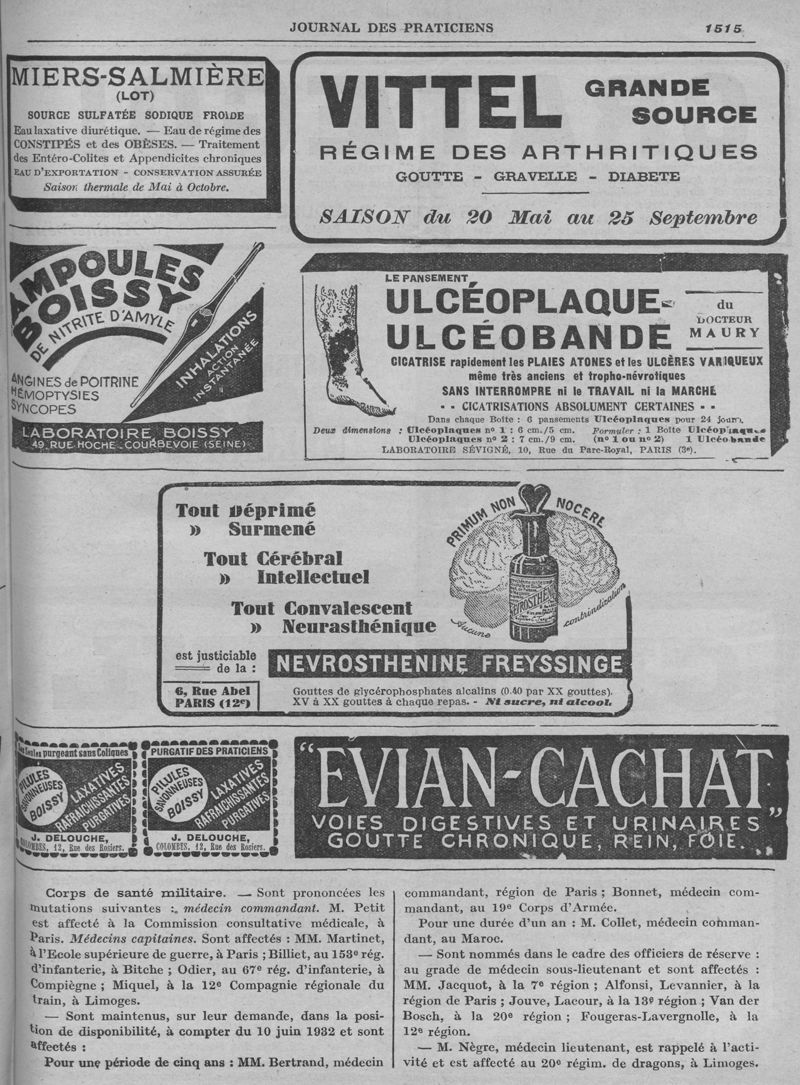 JOURNAL DES PRATICIENS
1515
MIERS-SALMIÈRE
(LOT)
SOURCE SULFATÉE SODIQUE FROIDE
Eau laxative diurétique. — Eau de régime des
CONSTIPÉS et des OBÈSES. — Traitement
des Entéro-Colites et Appendicites chroniques
EAU D'EXPORTATION - CONSERVATION ASSURÉE
Saison thermale de Mai à Octobre.
VITTEL GRANDE
SOURCE
RÉGIME DES ARTHRITIQUES
GOUTTE - GRAVELLE - DIABETE
SAISON du 20 Mai au 25 Septembre
AMPOULES
BOISSY
DE NITRITE D'AMYLE
INHALATIONS
ACTION
INSTANTANÉE
ANGINES de POITRINE
HÉMOPTYSIES
SYNCOPES
LABORATOIRE BOISSY
49, RUE HOCHE - COURBEVOIE (SEINE)
LE PANSEMENT
ULCÉOPLAQUE-
ULCÉOBANDE
du
DOCTEUR
MAURY
CICATRISE rapidement les PLAIES ATONES et les ULCÈRES VARIQUEUX
même très anciens et tropho-névrotiques
SANS INTERROMPRE ni le TRAVAIL ni la MARCHE
- - CICATRISATIONS ABSOLUMENT CERTAINES - -
Dans chaque Boîte : 6 pansements Ulcéoplaques pour 24 jours.
Deux dimensions : Ulcéoplaques nº 1 : 6 cm./5 cm. Formuler : 1 Boîte Ulcéoplaques
Ulcéoplaques nº 2 : 7 cm./9 cm. (nº 1 ou nº 2) 1 Ulcéobande
LABORATOIRE SÉVIGNÉ, 10, Rue du Parc-Royal, PARIS (3e).
Tout Déprimé
» Surmené
Tout Cérébral
» Intellectuel
Tout Convalescent
» Neurasthénique
PRIMUM NON NOCERE
Aucune contrindication
est justiciable
de la :
NEVROSTHENINE FREYSSINGE
6, Rue Abel
PARIS (12e)
Gouttes de glycérophosphates alcalins (0.40 par XX gouttes).
XV à XX gouttes à chaque repas. - Ni sucre, ni alcool.
Les Seules purgeant sans Coliques
PILULES
SAVONNEUSES
BOISSY
LAXATIVES
RAFRAICHISSANTES
PURGATIVES
J. DELOUCHE,
COLOMBES, 12, Rue des Rosiers.
PURGATIF DES PRATICIENS
PILULES
SAVONNEUSES
BOISSY
LAXATIVES
RAFRAICHISSANTES
PURGATIVES
J. DELOUCHE,
COLOMBES, 12, Rue des Rosiers.
"EVIAN-CACHAT"
VOIES DIGESTIVES ET URINAIRES
GOUTTE CHRONIQUE, REIN, FOIE...
Corps de santé militaire. — Sont prononcées les
mutations suivantes : médecin commandant. M. Petit
est affecté à la Commission consultative médicale, à
Paris. Médecins capitaines. Sont affectés : MM. Martinet,
à l'Ecole supérieure de guerre, à Paris ; Billiet, au 153e rég.
d'infanterie, à Bitche ; Odier, au 67e rég. d'infanterie, à
Compiègne ; Miquel, à la 12e Compagnie régionale du
train, à Limoges.
— Sont maintenus, sur leur demande, dans la posi-
tion de disponibilité, à compter du 10 juin 1932 et sont
affectés :
Pour une période de cinq ans : MM. Bertrand, médecin
commandant, région de Paris ; Bonnet, médecin com-
mandant, au 19e Corps d'Armée.
Pour une durée d'un an : M. Collet, médecin comman-
dant, au Maroc.
— Sont nommés dans le cadre des officiers de réserve :
au grade de médecin sous-lieutenant et sont affectés :
MM. Jacquot, à la 7e région ; Alfonsi, Levannier, à la
région de Paris ; Jouve, Lacour, à la 13e région ; Van der
Bosch, à la 20e région ; Fougeras-Lavergnolle, à la
12e région.
— M. Nègre, médecin lieutenant, est rappelé à l'acti-
vité et est affecté au 20e régim. de dragons, à Limoges.